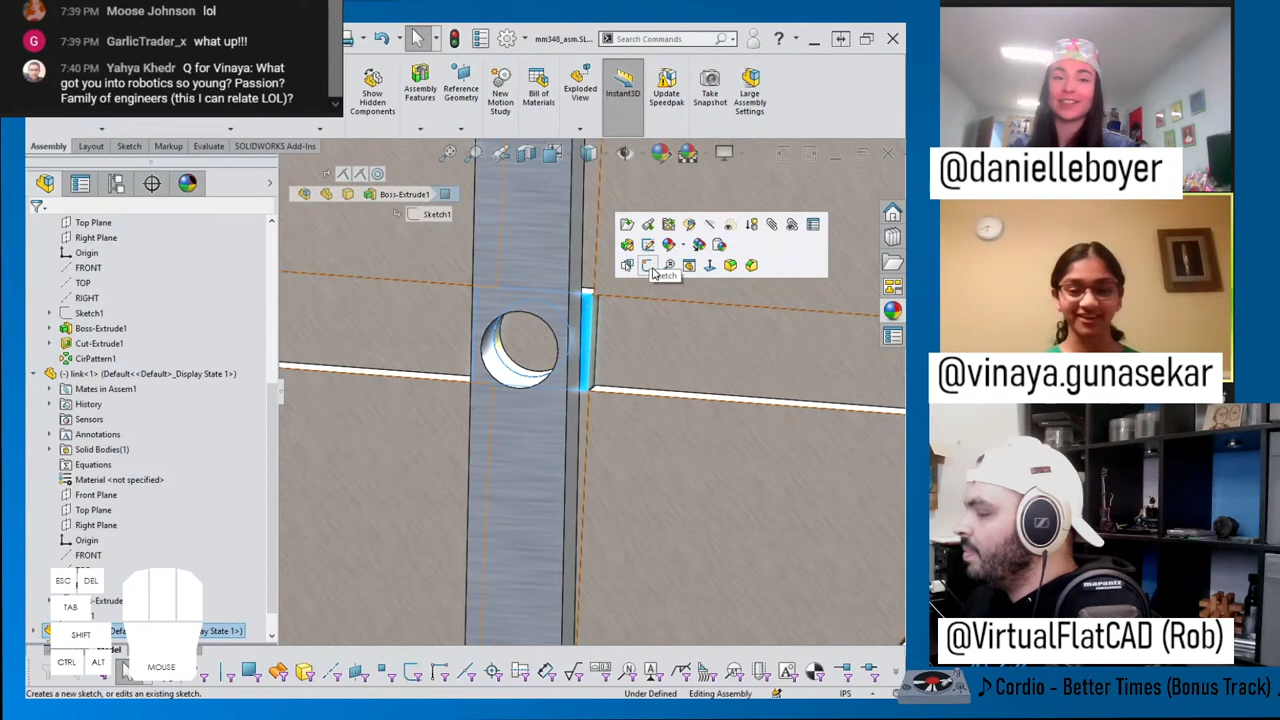 7:39 PM Moose Johnson lol
G 7:39 PM GarlicTrader_x what up!!!
7:40 PM Yahya Khedr Q for Vinaya: What
got you into robotics so young? Passion?
Family of engineers (this I can relate LOL)?
mm348_asm.SL...
Search Commands
?
Show
Hidden
Components
Assembly
Features
Reference
Geometry
New
Motion
Study
Bill of
Materials
Exploded
View
Instant3D
Update
Speedpak
Take
Snapshot
Large
Assembly
Settings
Assembly Layout Sketch Markup Evaluate SOLIDWORKS Add-Ins
Top Plane
Right Plane
Origin
FRONT
TOP
RIGHT
Sketch1
Boss-Extrude1
Cut-Extrude1
CirPattern1
(-) link<1> (Default<<Default>_Display State 1>)
Mates in Assem1
History
Sensors
Annotations
Solid Bodies(1)
Equations
Material <not specified>
Front Plane
Top Plane
Right Plane
Origin
FRONT
Display State 1>)
Boss-Extrude1
Sketch1
ESC DEL
TAB
SHIFT
CTRL ALT
MOUSE
Model
Creates a new sketch, or edits an existing sketch.
Under Defined Editing Assembly IPS
@danielleboyer
@vinaya.gunasekar
@VirtualFlatCAD (Rob)
♪ Cordio - Better Times (Bonus Track)